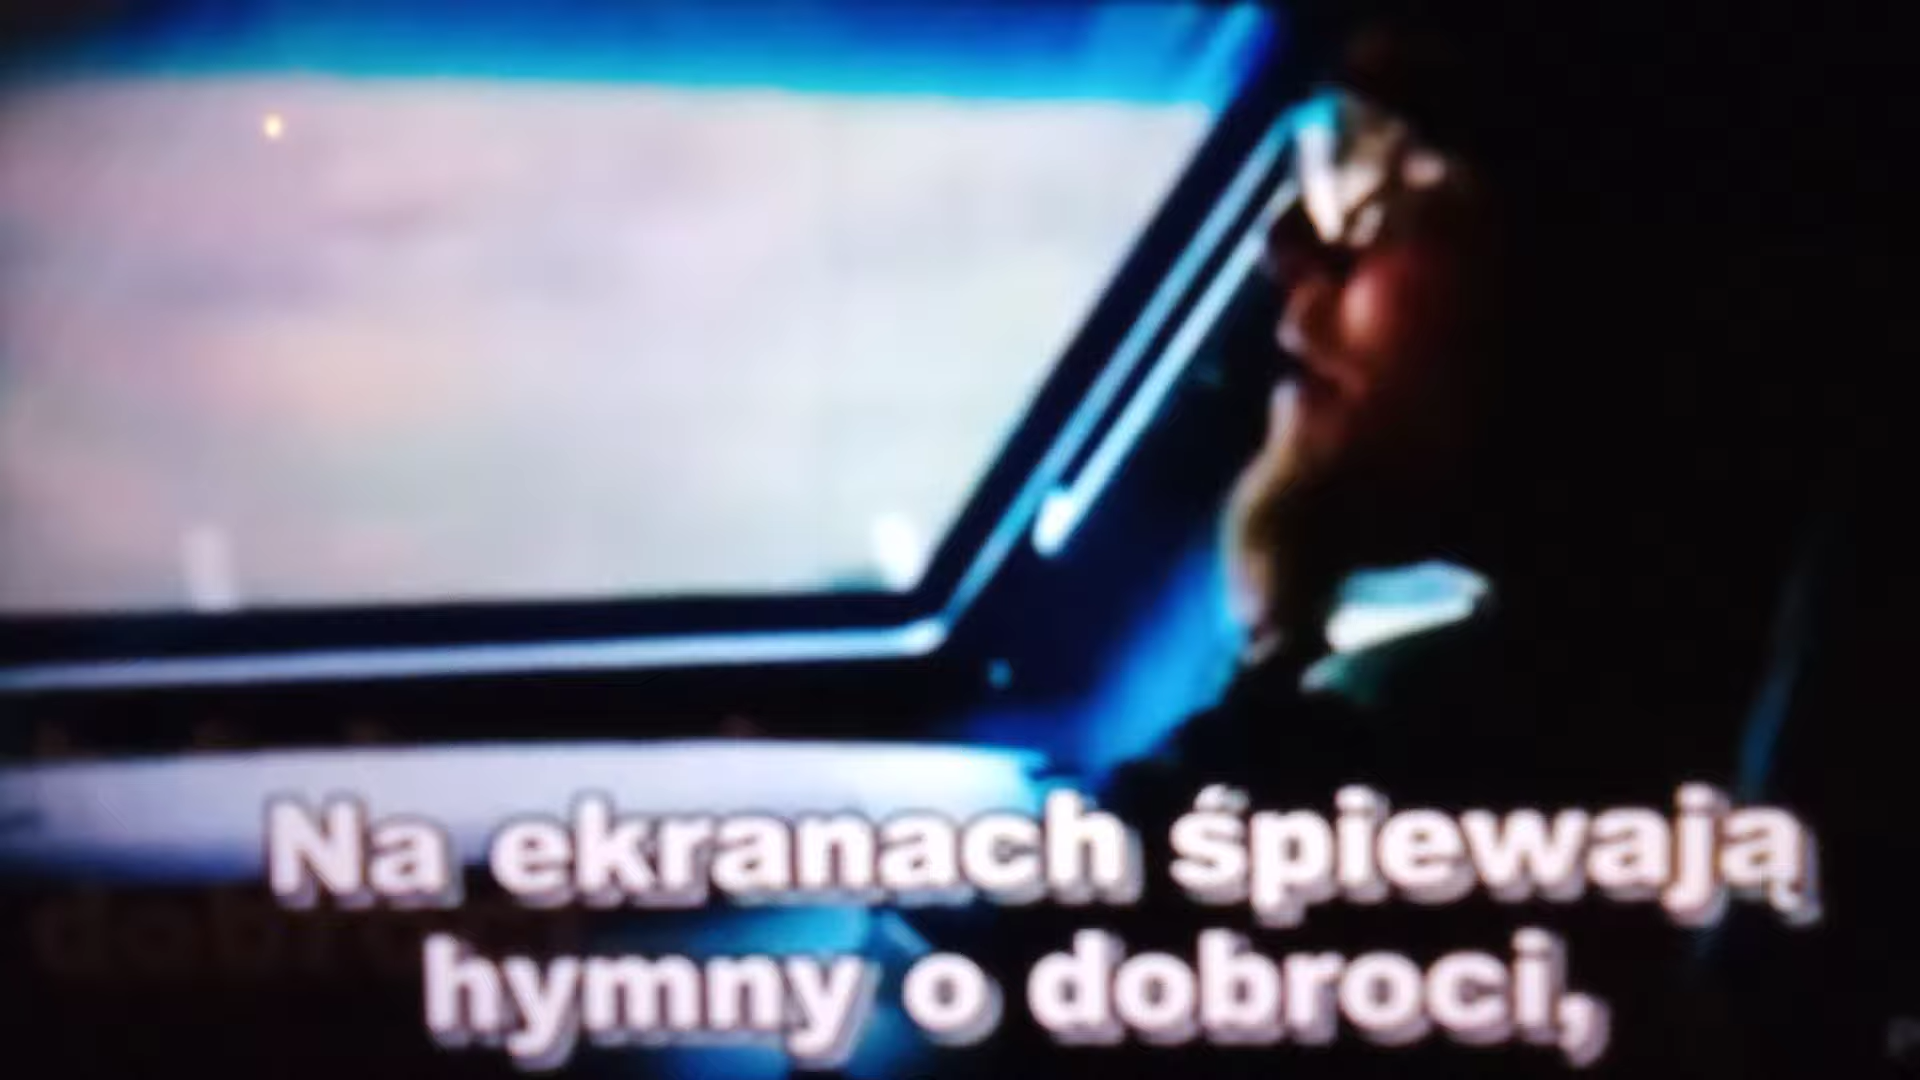 Na ekranach śpiewają
hymny o dobroci,